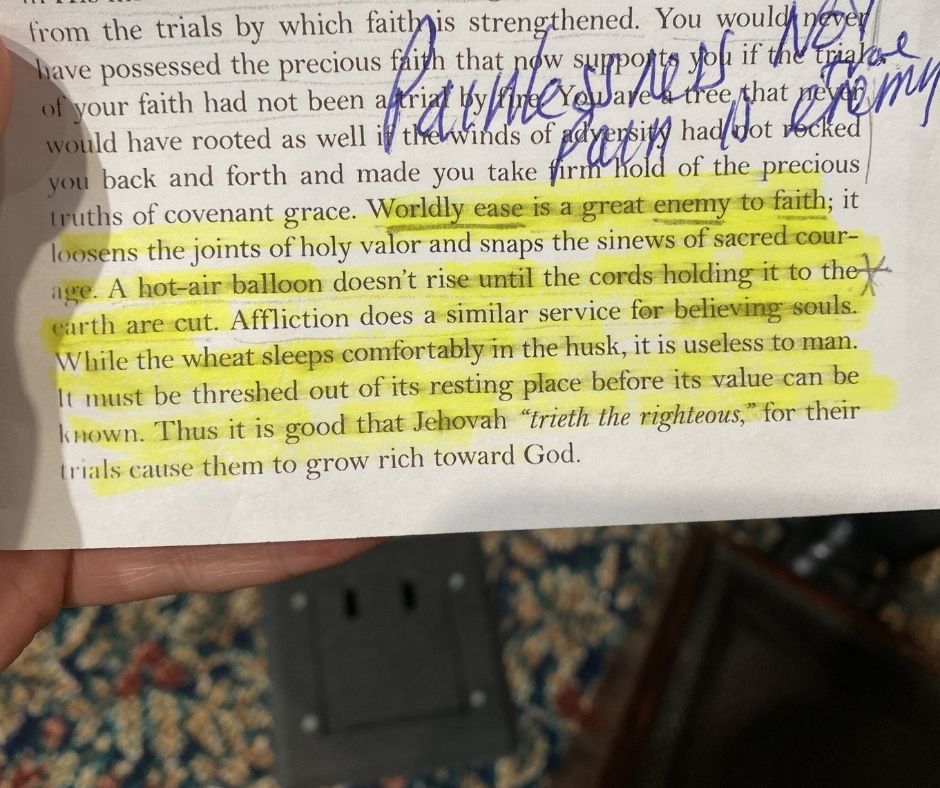 from the trials by which faith is strengthened. You would never
have possessed the precious faith that now supports you if the trial
of your faith had not been a trial by fire. You are a tree that never
would have rooted as well if the winds of adversity had not rocked
you back and forth and made you take firm hold of the precious
truths of covenant grace. Worldly ease is a great enemy to faith; it
loosens the joints of holy valor and snaps the sinews of sacred cour-
age. A hot-air balloon doesn’t rise until the cords holding it to the
earth are cut. Affliction does a similar service for believing souls.
While the wheat sleeps comfortably in the husk, it is useless to man.
It must be threshed out of its resting place before its value can be
known. Thus it is good that Jehovah “trieth the righteous,” for their
trials cause them to grow rich toward God.
Painlessness NOT
pain is true enemy